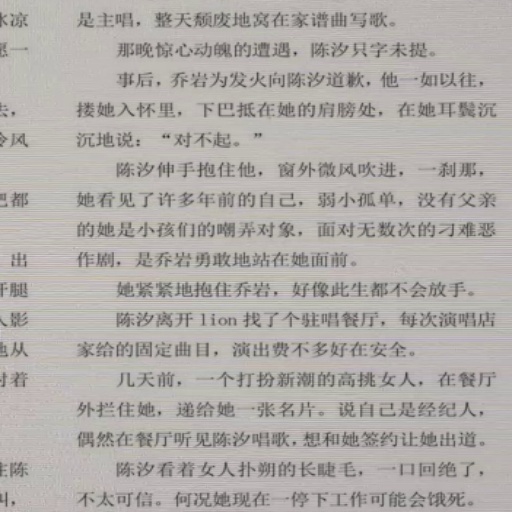 冰凉
愿一
去，
冷风
把都
出
开腿
人影
他从
对着
住陈
叫，
是主唱，整天颓废地窝在家谱曲写歌。
那晚惊心动魄的遭遇，陈汐只字未提。
事后，乔岩为发火向陈汐道歉，他一如以往，
搂她入怀里，下巴抵在她的肩膀处，在她耳鬓沉
沉地说：“对不起。”
陈汐伸手抱住他，窗外微风吹进，一刹那，
她看见了许多年前的自己，弱小孤单，没有父亲
的她是小孩们的嘲弄对象，面对无数次的刁难恶
作剧，是乔岩勇敢地站在她面前。
她紧紧地抱住乔岩，好像此生都不会放手。
陈汐离开 lion 找了个驻唱餐厅，每次演唱店
家给的固定曲目，演出费不多好在安全。
几天前，一个打扮新潮的高挑女人，在餐厅
外拦住她，递给她一张名片。说自己是经纪人，
偶然在餐厅听见陈汐唱歌，想和她签约让她出道。
陈汐看着女人扑朔的长睫毛，一口回绝了，
不太可信。何况她现在一停下工作可能会饿死。